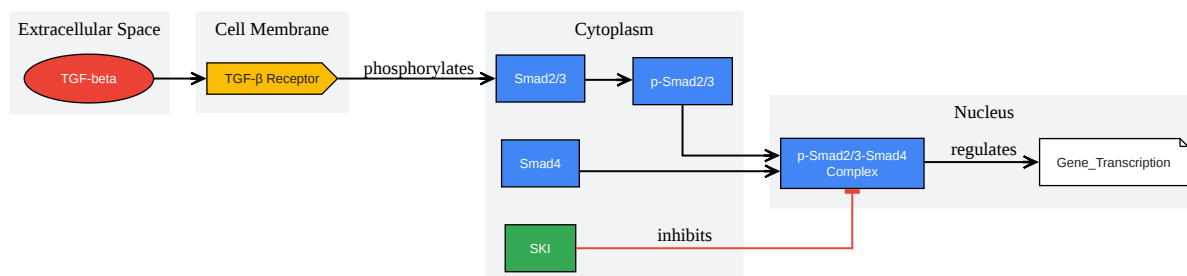 Extracellular Space
Cell Membrane
Cytoplasm
TGF-beta
TGF-β Receptor
phosphorylates
Smad2/3
p-Smad2/3
Nucleus
Smad4
p-Smad2/3-Smad4
Complex
regulates
Gene_Transcription
SKI
inhibits